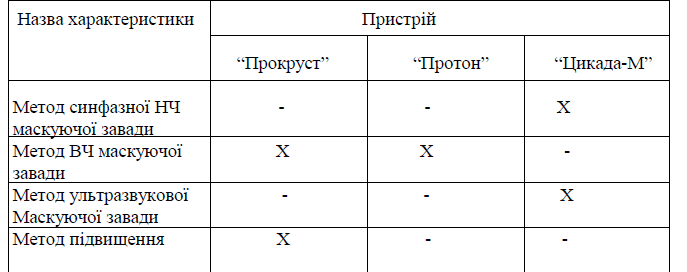 Назва характеристики Пристрій
“Прокруст” “Протон” “Цикада-М”
Метод синфазної НЧ
маскуючої завади - - X
Метод ВЧ маскуючої
завади X X -
Метод ультразвукової
Маскуючої завади - - X
Метод підвищення X - -